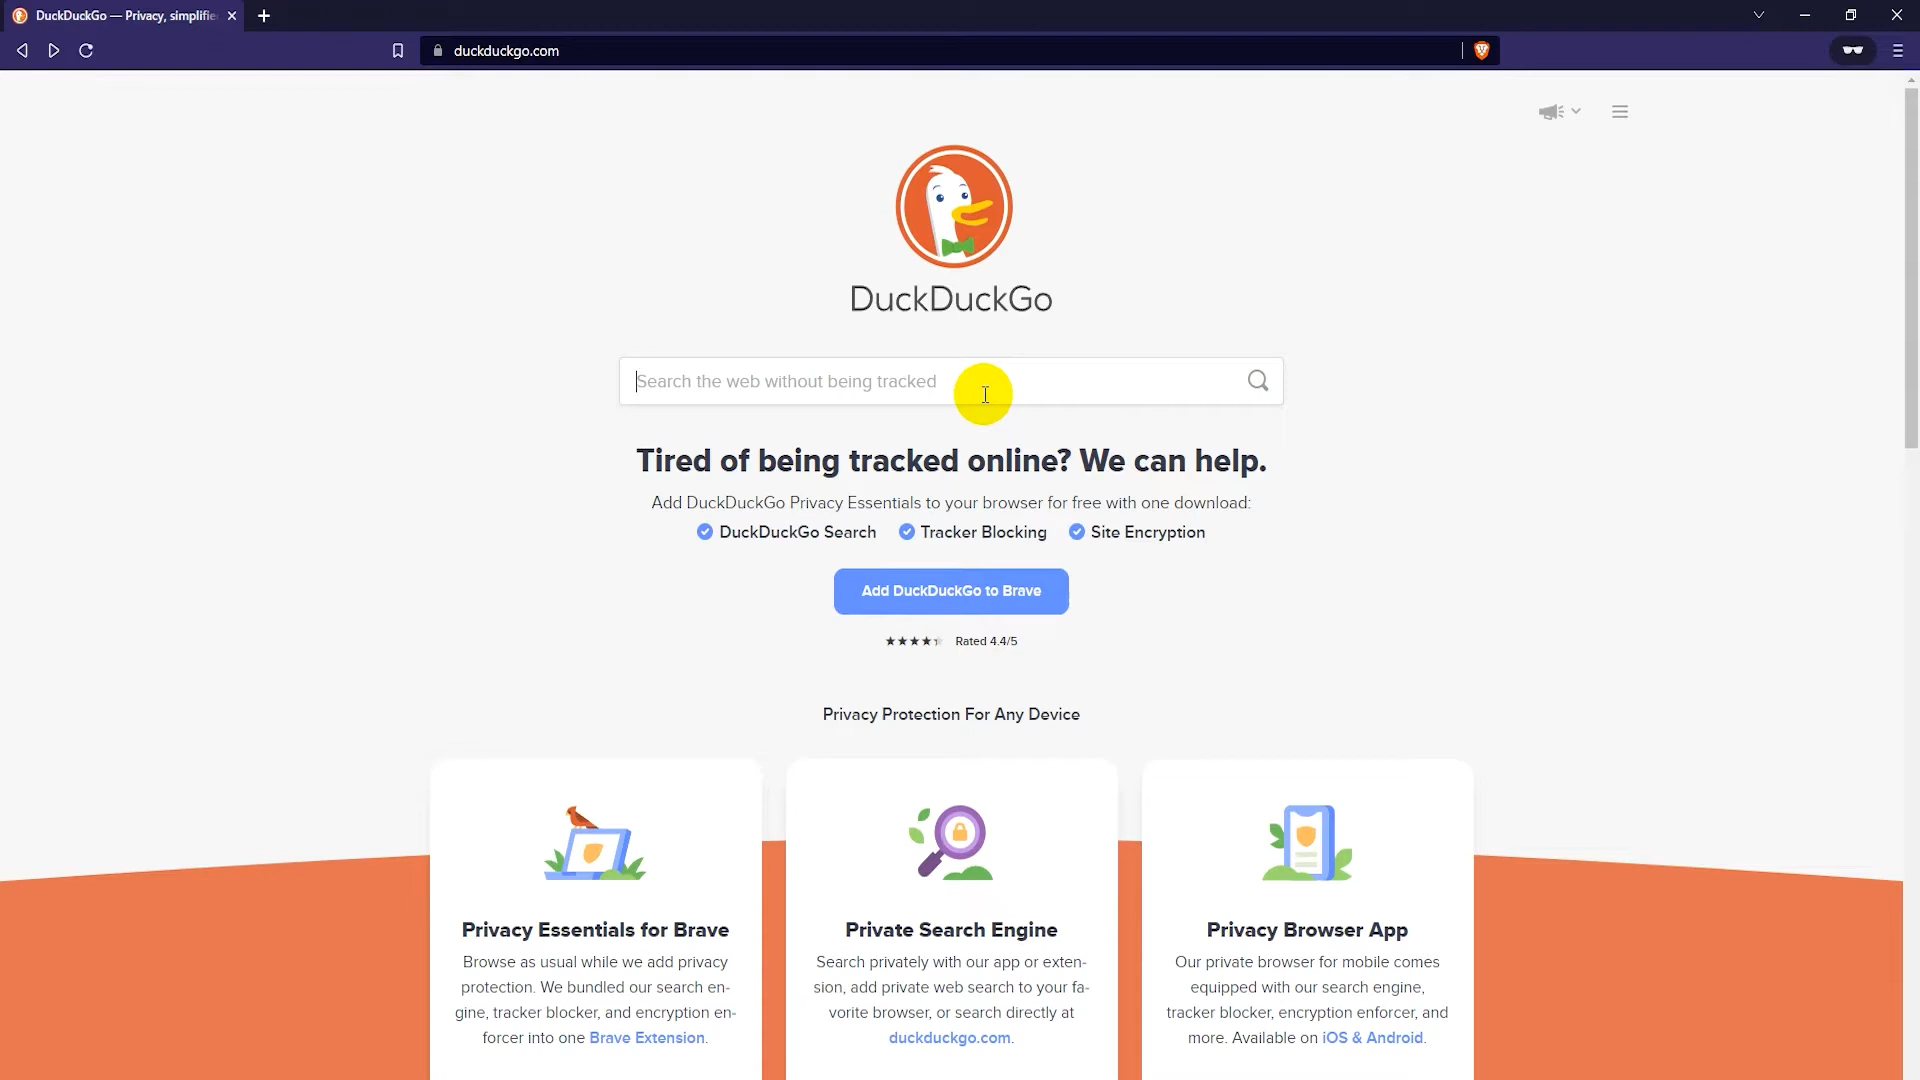 DuckDuckGo — Privacy, simplifie
duckduckgo.com
DuckDuckGo
Search the web without being tracked
Tired of being tracked online? We can help.
Add DuckDuckGo Privacy Essentials to your browser for free with one download:
DuckDuckGo Search Tracker Blocking Site Encryption
Add DuckDuckGo to Brave
Rated 4.4/5
Privacy Protection For Any Device
Privacy Essentials for Brave
Browse as usual while we add privacy
protection. We bundled our search en-
gine, tracker blocker, and encryption en-
forcer into one Brave Extension.
Private Search Engine
Search privately with our app or exten-
sion, add private web search to your fa-
vorite browser, or search directly at
duckduckgo.com.
Privacy Browser App
Our private browser for mobile comes
equipped with our search engine,
tracker blocker, encryption enforcer, and
more. Available on iOS & Android.